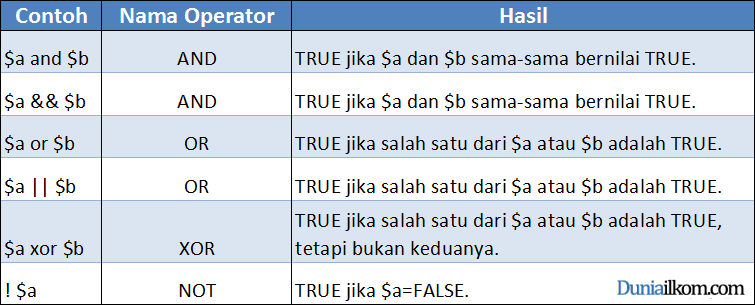 Contoh Nama Operator Hasil
$a and $b AND TRUE jika $a dan $b sama-sama bernilai TRUE.
$a && $b AND TRUE jika $a dan $b sama-sama bernilai TRUE.
$a or $b OR TRUE jika salah satu dari $a atau $b adalah TRUE.
$a || $b OR TRUE jika salah satu dari $a atau $b adalah TRUE.
$a xor $b XOR TRUE jika salah satu dari $a atau $b adalah TRUE,
tetapi bukan keduanya.
! $a NOT TRUE jika $a=FALSE.
Duniailkom.com